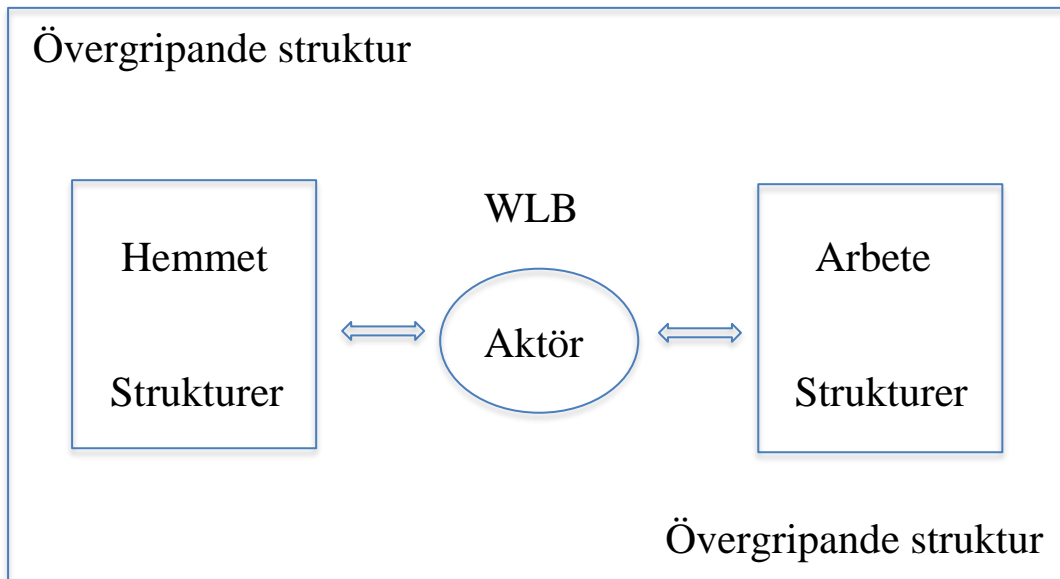 Övergripande struktur
WLB
Hemmet
Arbete
Aktör
Strukturer
Strukturer
Övergripande struktur